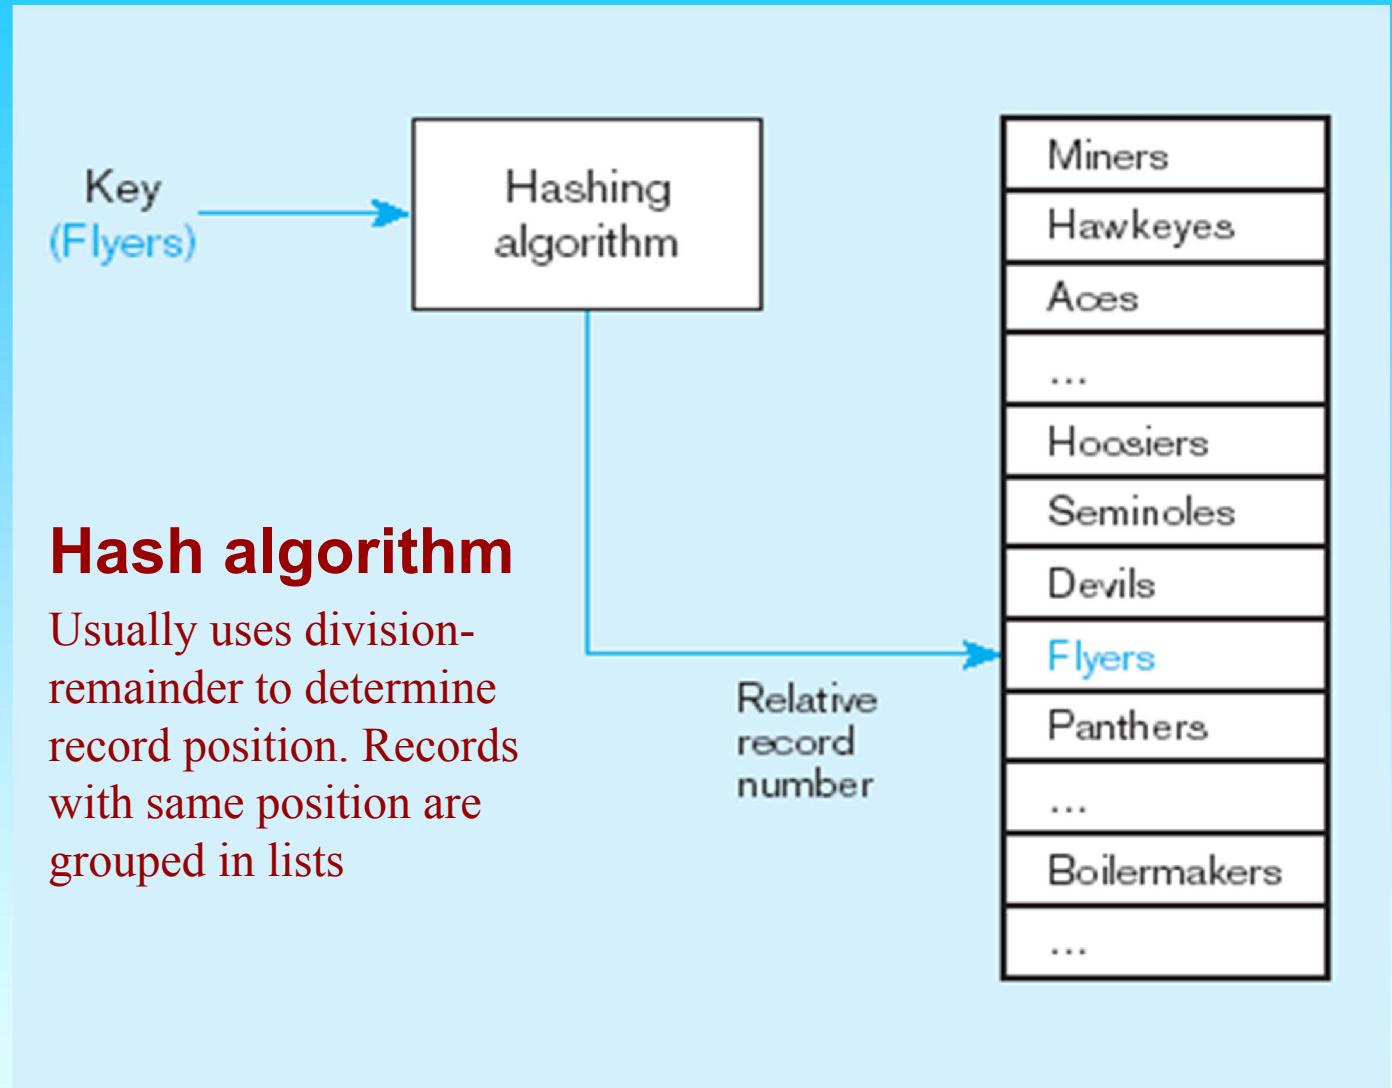 Key
(Flyers)
Hashing
algorithm
Miners
Hawkeyes
Aces
...
Hoosiers
Seminoles
Devils
Flyers
Panthers
...
Boilermakers
...
Relative
record
number
Hash algorithm
Usually uses division-
remainder to determine
record position. Records
with same position are
grouped in lists